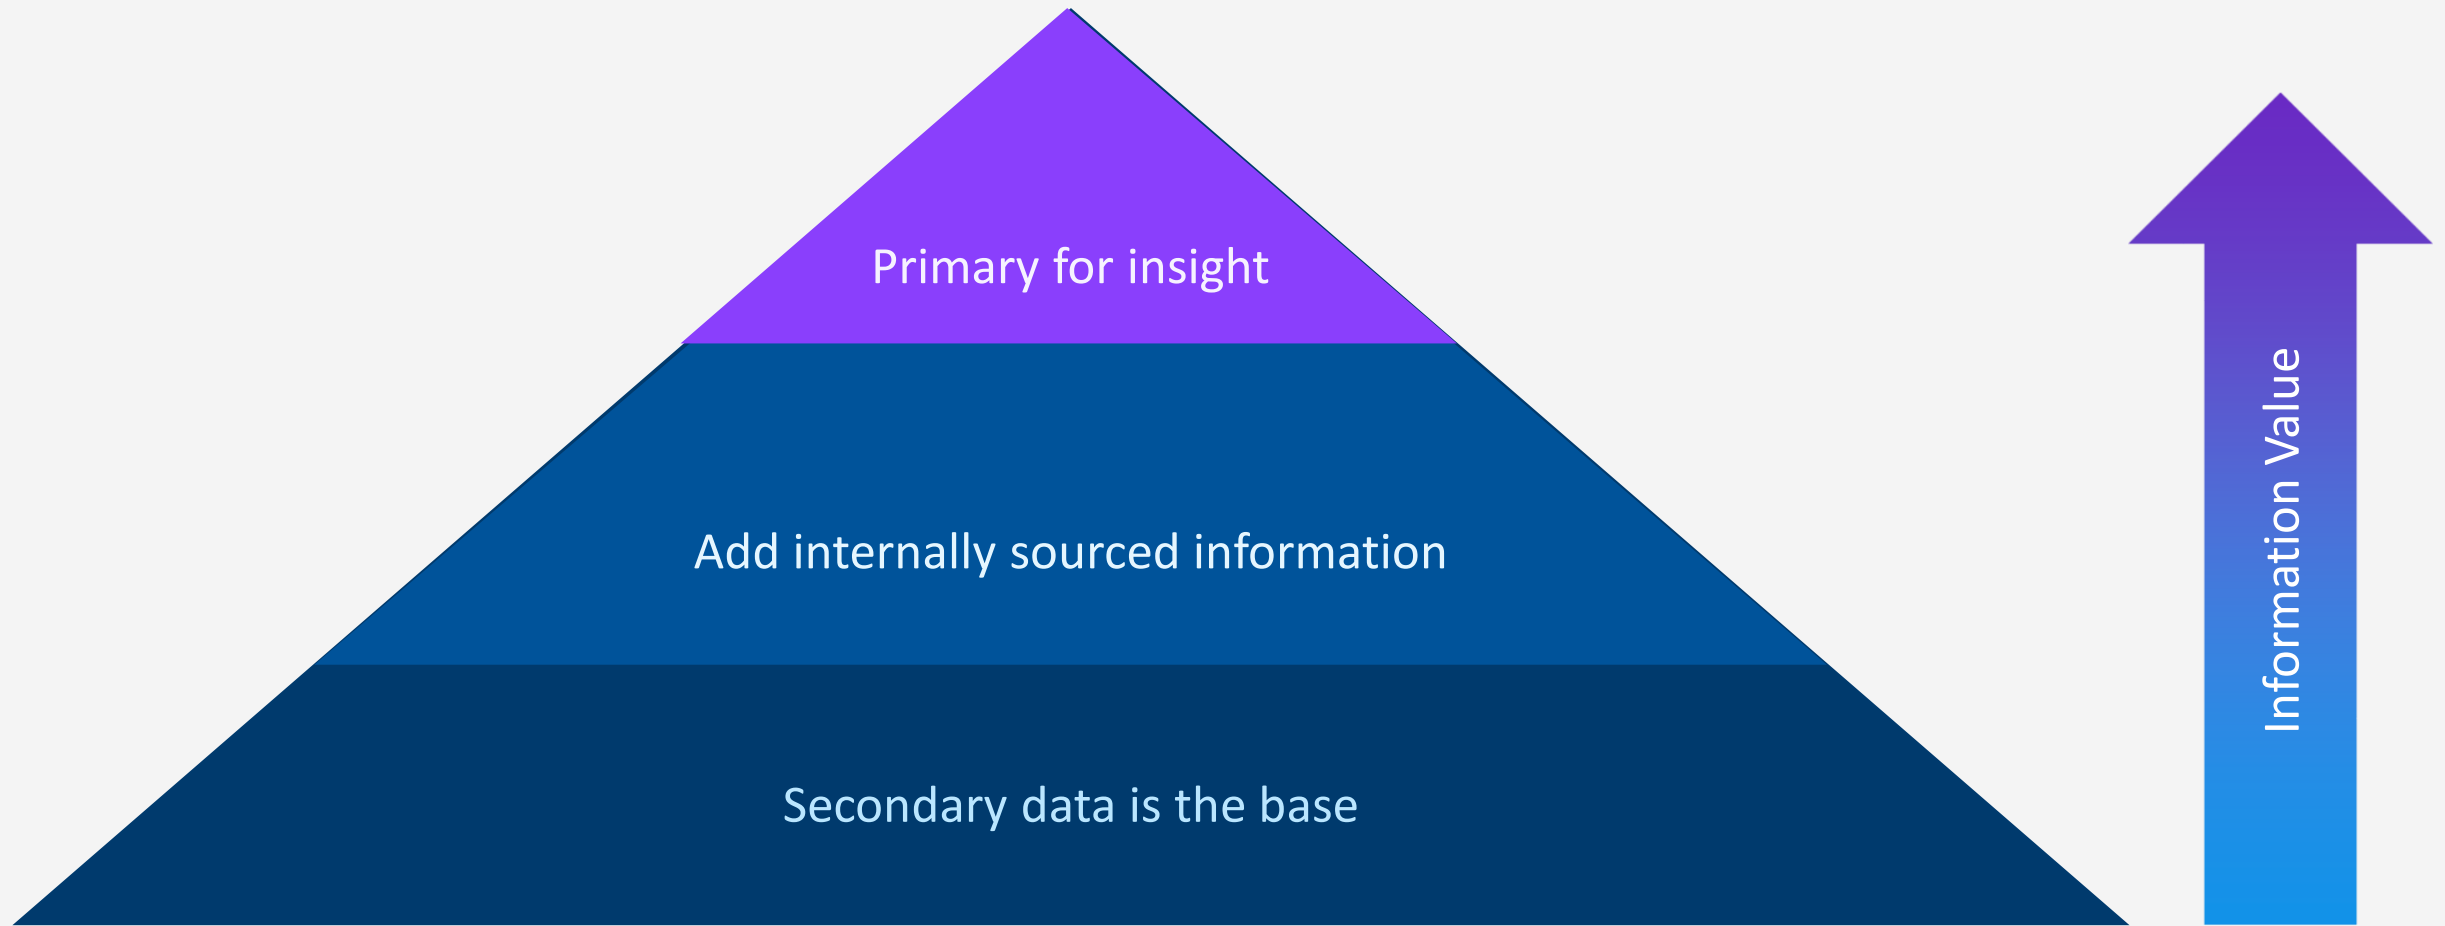 Primary for insight
Add internally sourced information
Secondary data is the base
Information Value